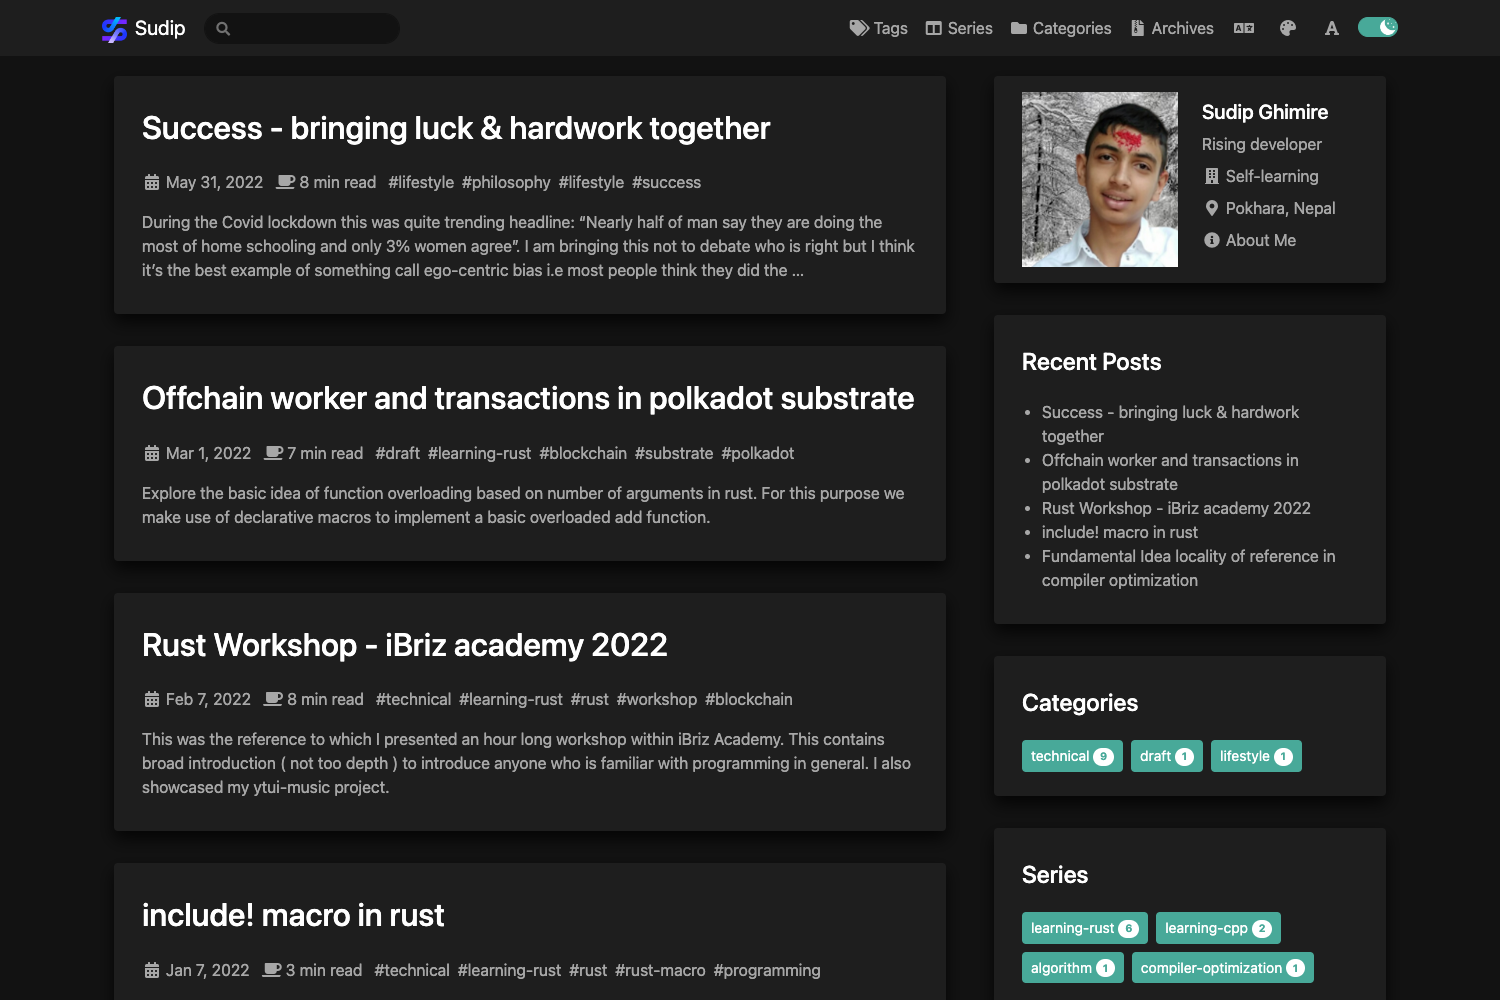 Sudip
Tags
Series
Categories
Archives
Success - bringing luck & hardwork together
May 31, 2022 8 min read #lifestyle #philosophy #lifestyle #success
During the Covid lockdown this was quite trending headline: “Nearly half of man say they are doing the
most of home schooling and only 3% women agree”. I am bringing this not to debate who is right but I think
it’s the best example of something call ego-centric bias i.e most people think they did the ...
Offchain worker and transactions in polkadot substrate
Mar 1, 2022 7 min read #draft #learning-rust #blockchain #substrate #polkadot
Explore the basic idea of function overloading based on number of arguments in rust. For this purpose we
make use of declarative macros to implement a basic overloaded add function.
Rust Workshop - iBriz academy 2022
Feb 7, 2022 8 min read #technical #learning-rust #rust #workshop #blockchain
This was the reference to which I presented an hour long workshop within iBriz Academy. This contains
broad introduction ( not too depth ) to introduce anyone who is familiar with programming in general. I also
showcased my ytui-music project.
include! macro in rust
Jan 7, 2022 3 min read #technical #learning-rust #rust #rust-macro #programming
Sudip Ghimire
Rising developer
Self-learning
Pokhara, Nepal
About Me
Recent Posts
Success - bringing luck & hardwork
together
Offchain worker and transactions in
polkadot substrate
Rust Workshop - iBriz academy 2022
include! macro in rust
Fundamental Idea locality of reference in
compiler optimization
Categories
technical 9 draft 1 lifestyle 1
Series
learning-rust 6 learning-cpp 2
algorithm 1 compiler-optimization 1